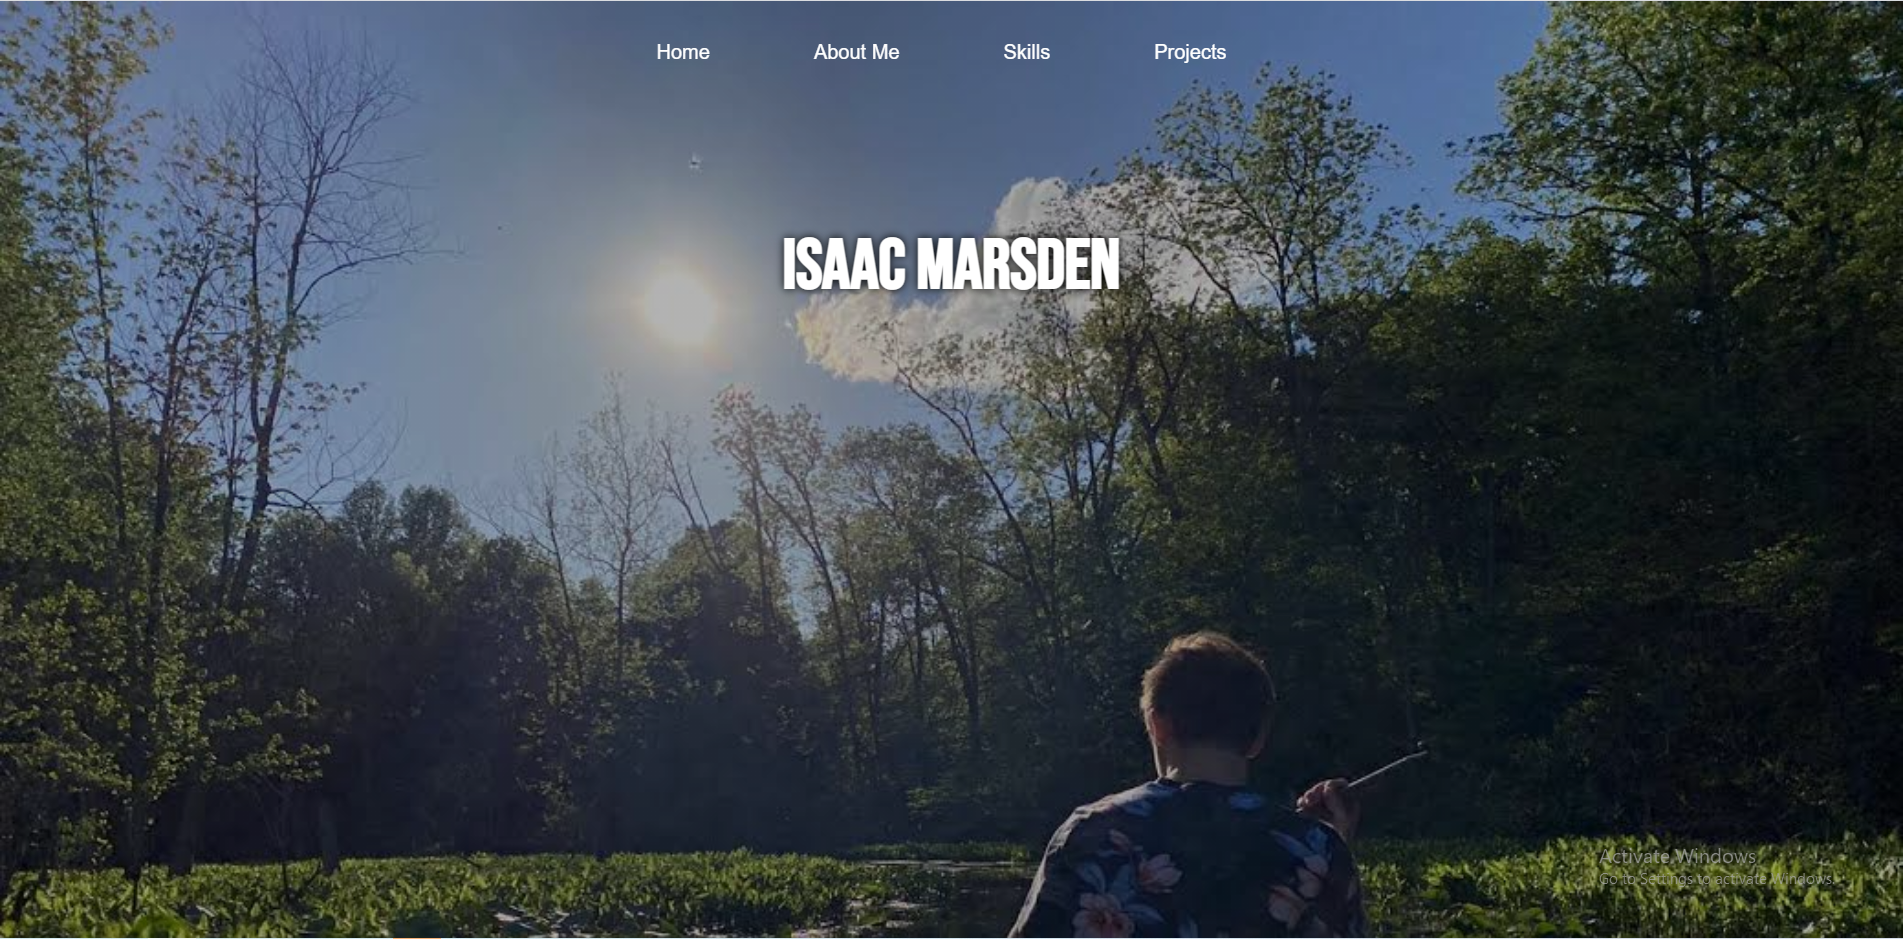 Home About Me Skills Projects
ISAAC MARSDEN
Activate Windows
Go to Settings to activate Windows.